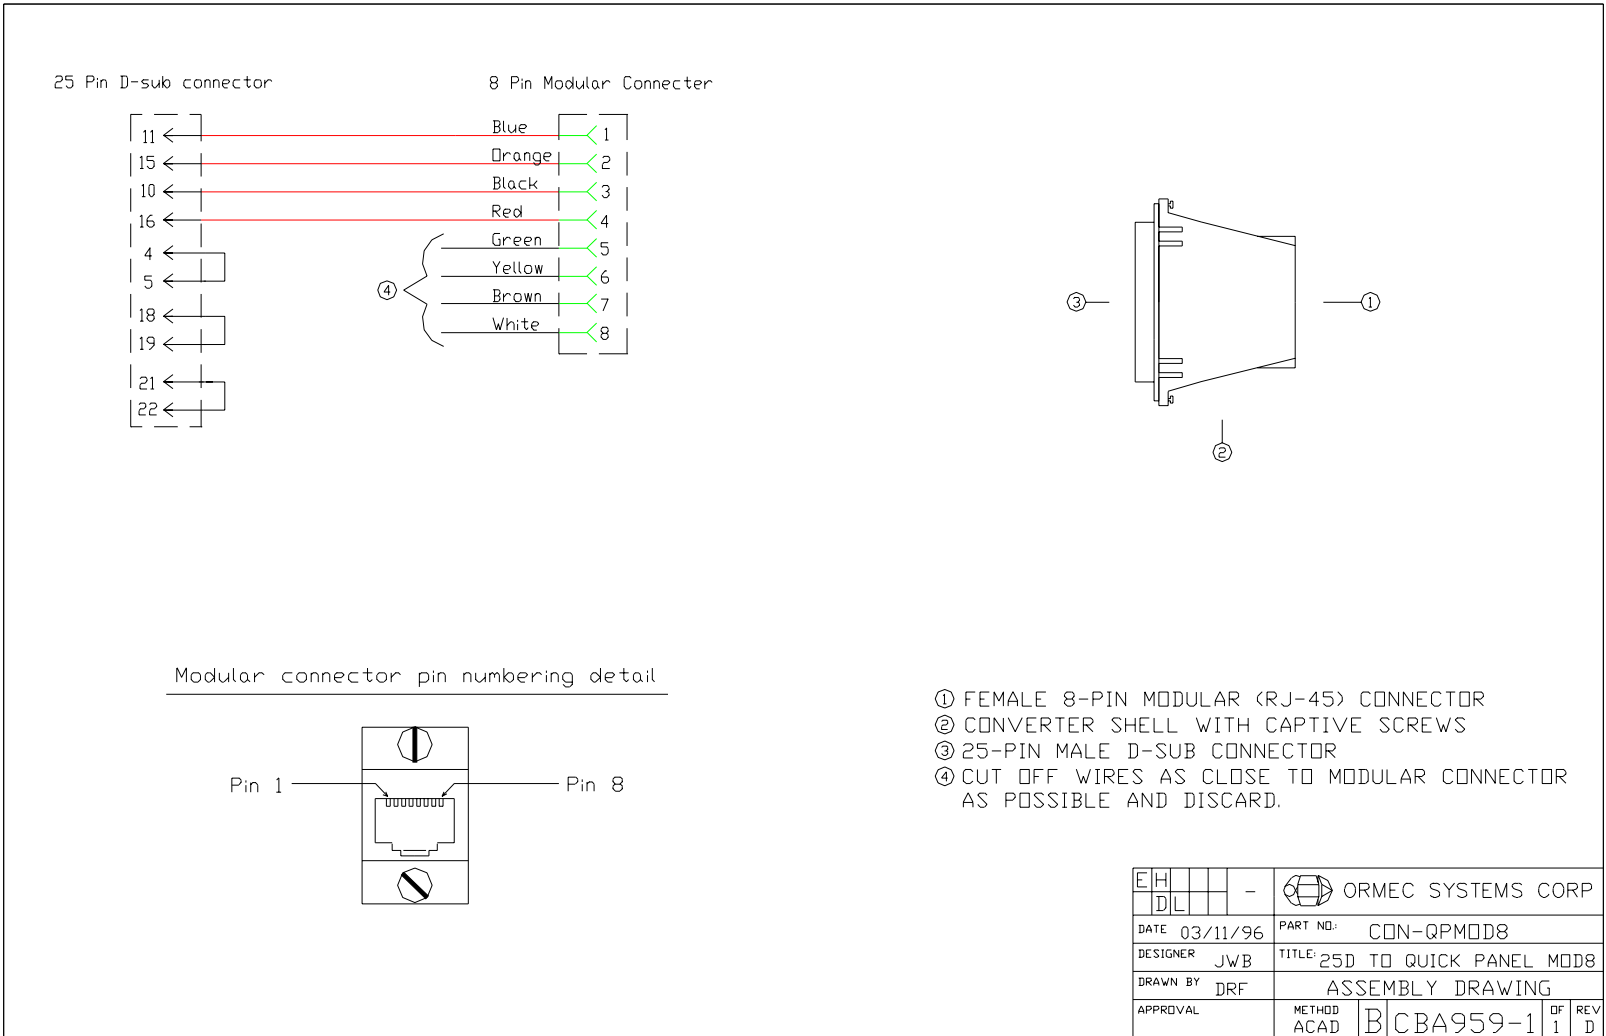 25 Pin D-sub connector
8 Pin Modular Connecter
11 Blue 1
15 Orange 2
10 Black 3
16 Red 4
4 Green 5
5 Yellow 6
18 Brown 7
19 White 8
21
22
4
3
1
2
Modular connector pin numbering detail
Pin 1
Pin 8
1 FEMALE 8-PIN MODULAR (RJ-45) CONNECTOR
2 CONVERTER SHELL WITH CAPTIVE SCREWS
3 25-PIN MALE D-SUB CONNECTOR
4 CUT OFF WIRES AS CLOSE TO MODULAR CONNECTOR
AS POSSIBLE AND DISCARD.
E H
D L
-
ORMEC SYSTEMS CORP
DATE 03/11/96
PART NO.: CON-QPMOD8
DESIGNER JWB
TITLE: 25D TO QUICK PANEL MOD8
DRAWN BY DRF
ASSEMBLY DRAWING
APPROVAL
METHOD ACAD
B
CBA959-1
OF 1
REV D